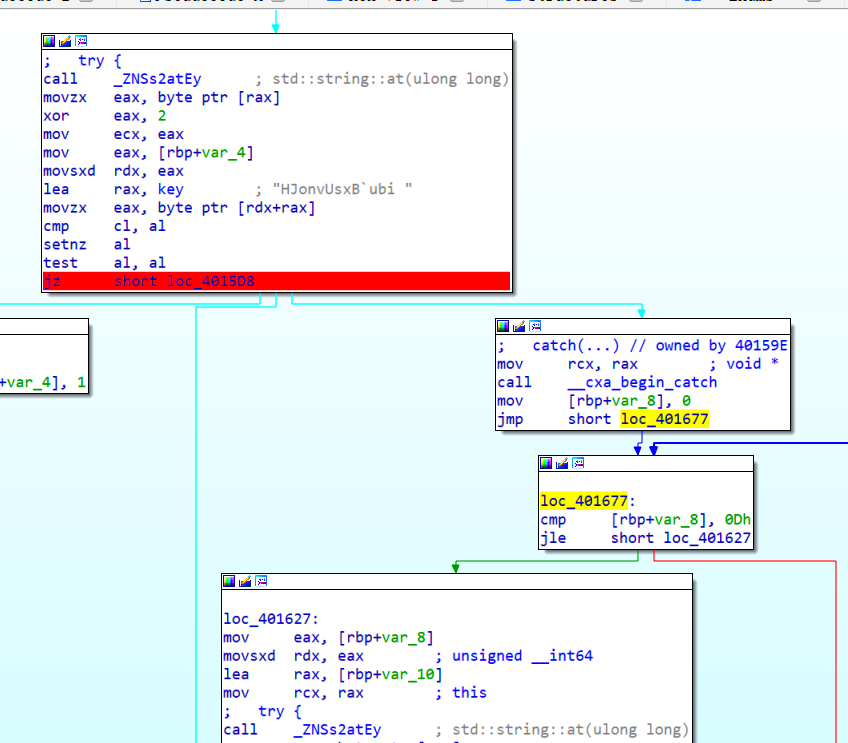 ;   try {
call    _ZNSs2atEy      ; std::string::at(ulong long)
movzx   eax, byte ptr [rax]
xor     eax, 2
mov     ecx, eax
mov     eax, [rbp+var_4]
movsxd  rdx, eax
lea     rax, key        ; "HJonvUsxB`ubi "
movzx   eax, byte ptr [rdx+rax]
cmp     cl, al
setnz   al
test    al, al
jz      short loc_4015D8
+var_4], 1
;   catch(...) // owned by 40159E
mov     rcx, rax        ; void *
call    __cxa_begin_catch
mov     [rbp+var_8], 0
jmp     short loc_401677
loc_401677:
cmp     [rbp+var_8], 0Dh
jle     short loc_401627
loc_401627:
mov     eax, [rbp+var_8]
movsxd  rdx, eax        ; unsigned __int64
lea     rax, [rbp+var_10]
mov     rcx, rax        ; this
;   try {
call    _ZNSs2atEy      ; std::string::at(ulong long)